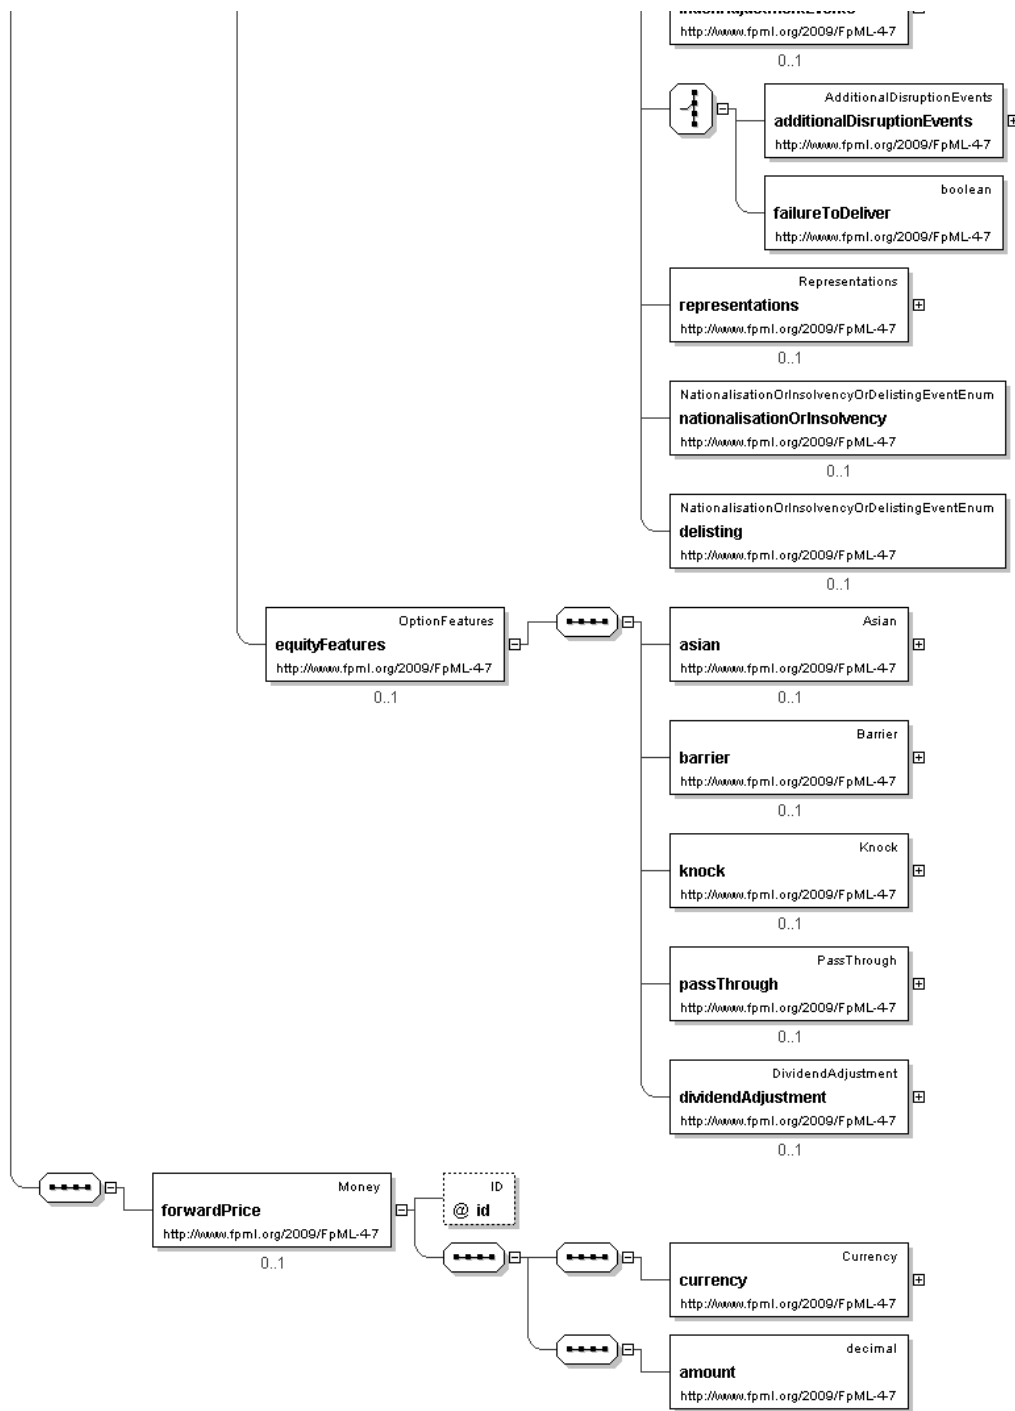 http://www.fpml.org/2009/FpML-4-7
0..1
AdditionalDisruptionEvents
additionalDisruptionEvents
http://www.fpml.org/2009/FpML-4-7
boolean
failureToDeliver
http://www.fpml.org/2009/FpML-4-7
Representations
representations
http://www.fpml.org/2009/FpML-4-7
0..1
NationalisationOrInsolvencyOrDelistingEventEnum
nationalisationOrInsolvency
http://www.fpml.org/2009/FpML-4-7
0..1
NationalisationOrInsolvencyOrDelistingEventEnum
delisting
http://www.fpml.org/2009/FpML-4-7
0..1
OptionFeatures
equityFeatures
http://www.fpml.org/2009/FpML-4-7
0..1
Asian
asian
http://www.fpml.org/2009/FpML-4-7
0..1
Barrier
barrier
http://www.fpml.org/2009/FpML-4-7
0..1
Knock
knock
http://www.fpml.org/2009/FpML-4-7
0..1
PassThrough
passThrough
http://www.fpml.org/2009/FpML-4-7
0..1
DividendAdjustment
dividendAdjustment
http://www.fpml.org/2009/FpML-4-7
0..1
Money
forwardPrice
http://www.fpml.org/2009/FpML-4-7
0..1
ID
@ id
Currency
currency
http://www.fpml.org/2009/FpML-4-7
decimal
amount
http://www.fpml.org/2009/FpML-4-7